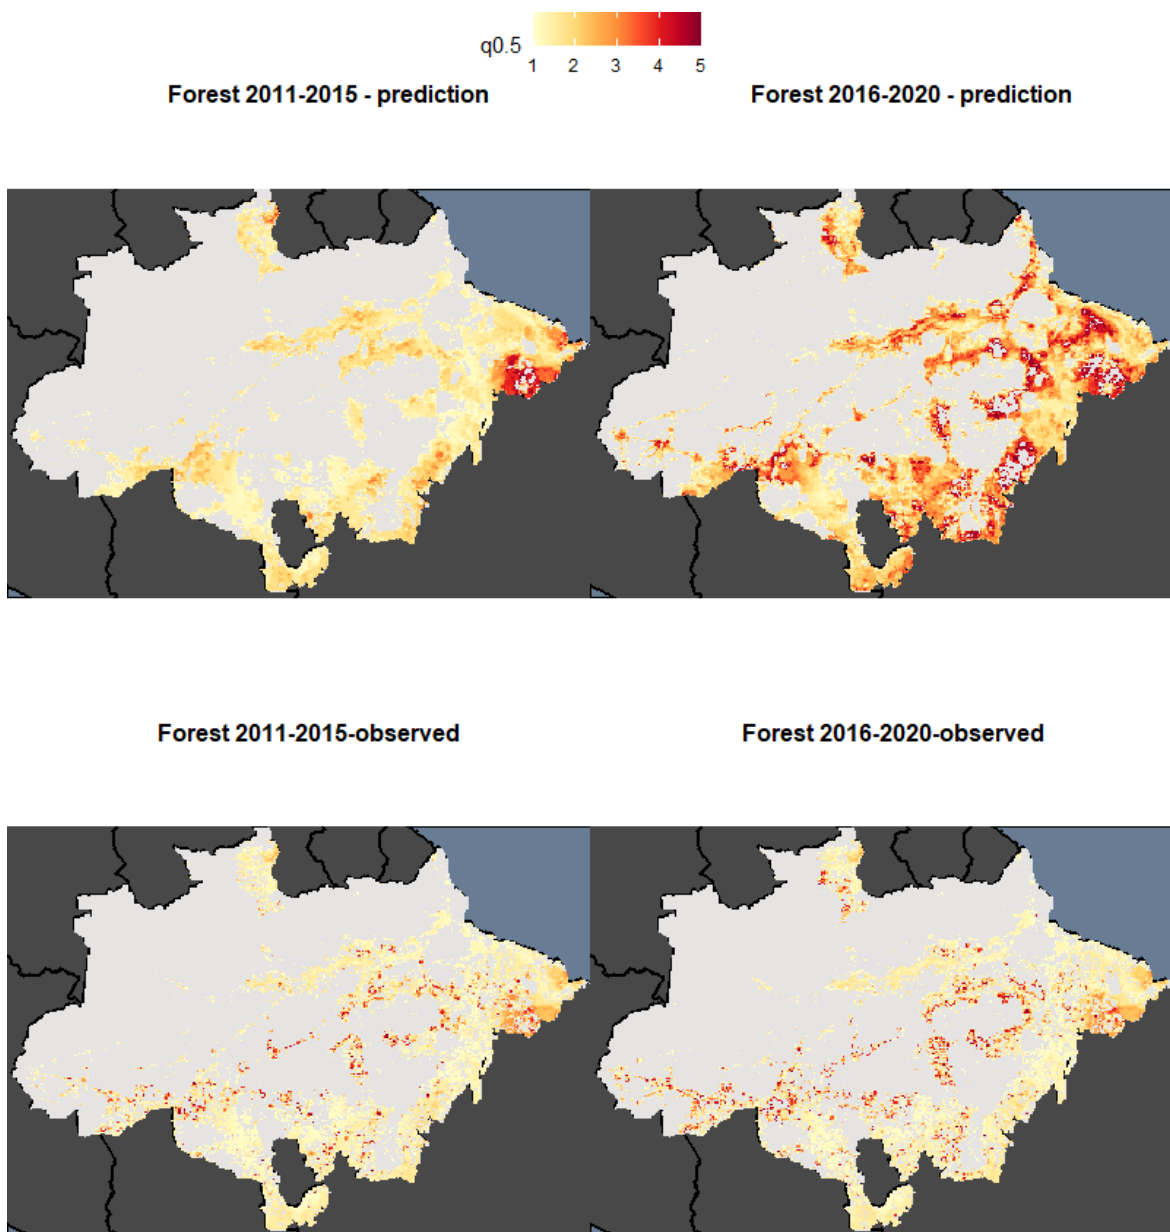 q0.5
1 2 3 4 5
Forest 2011-2015 - prediction
Forest 2016-2020 - prediction
Forest 2011-2015-observed
Forest 2016-2020-observed